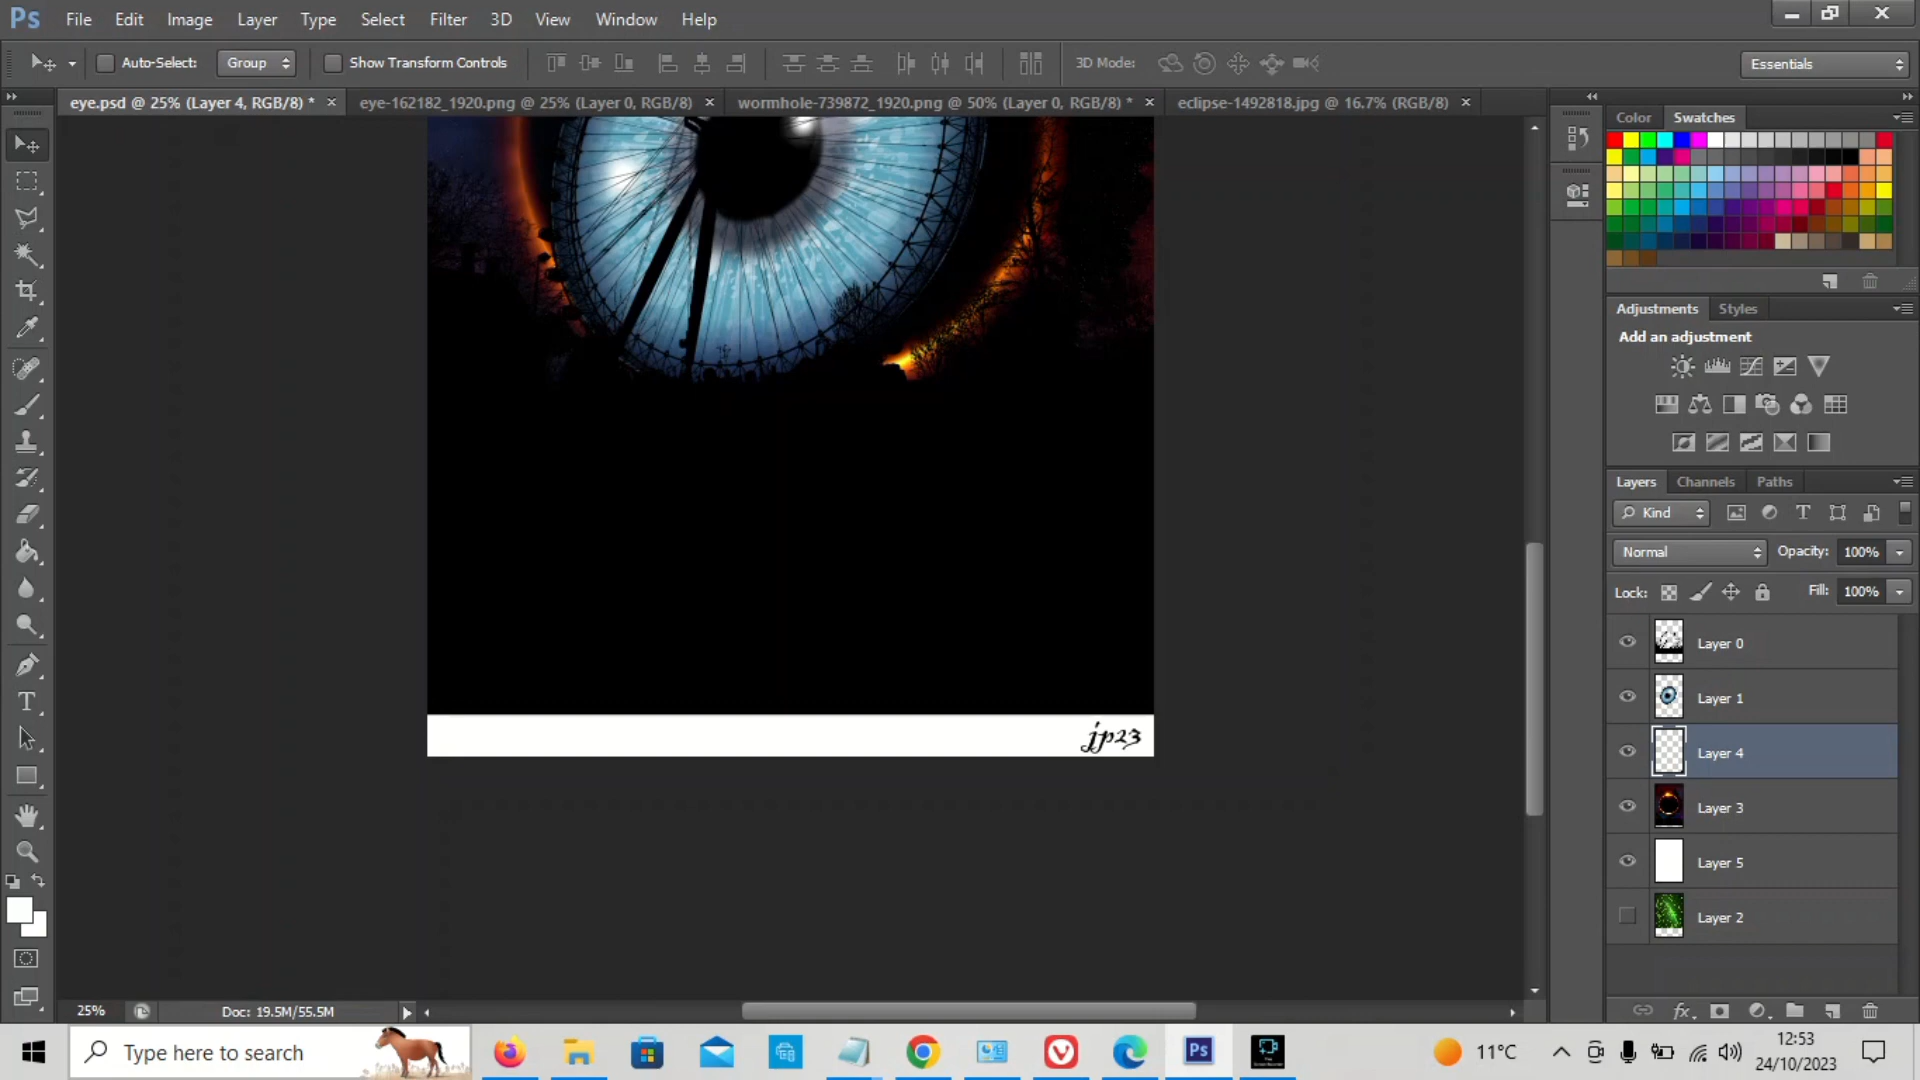 Ps File Edit Image Layer Type Select Filter 3D View Window Help
Auto-Select: Group Show Transform Controls 3D Mode: Essentials
eye.psd @ 25% (Layer 4, RGB/8) * eye-162182_1920.png @ 25% (Layer 0, RGB/8) wormhole-739872_1920.png @ 50% (Layer 0, RGB/8) * eclipse-1492818.jpg @ 16.7% (RGB/8)
Color Swatches
Adjustments Styles
Add an adjustment
Layers Channels Paths
Kind
Normal Opacity: 100%
Lock: Fill: 100%
Layer 0
Layer 1
Layer 4
Layer 3
Layer 5
Layer 2
jp23
25% Doc: 19.5M/55.5M
Type here to search Ps 11°C 12:53
24/10/2023